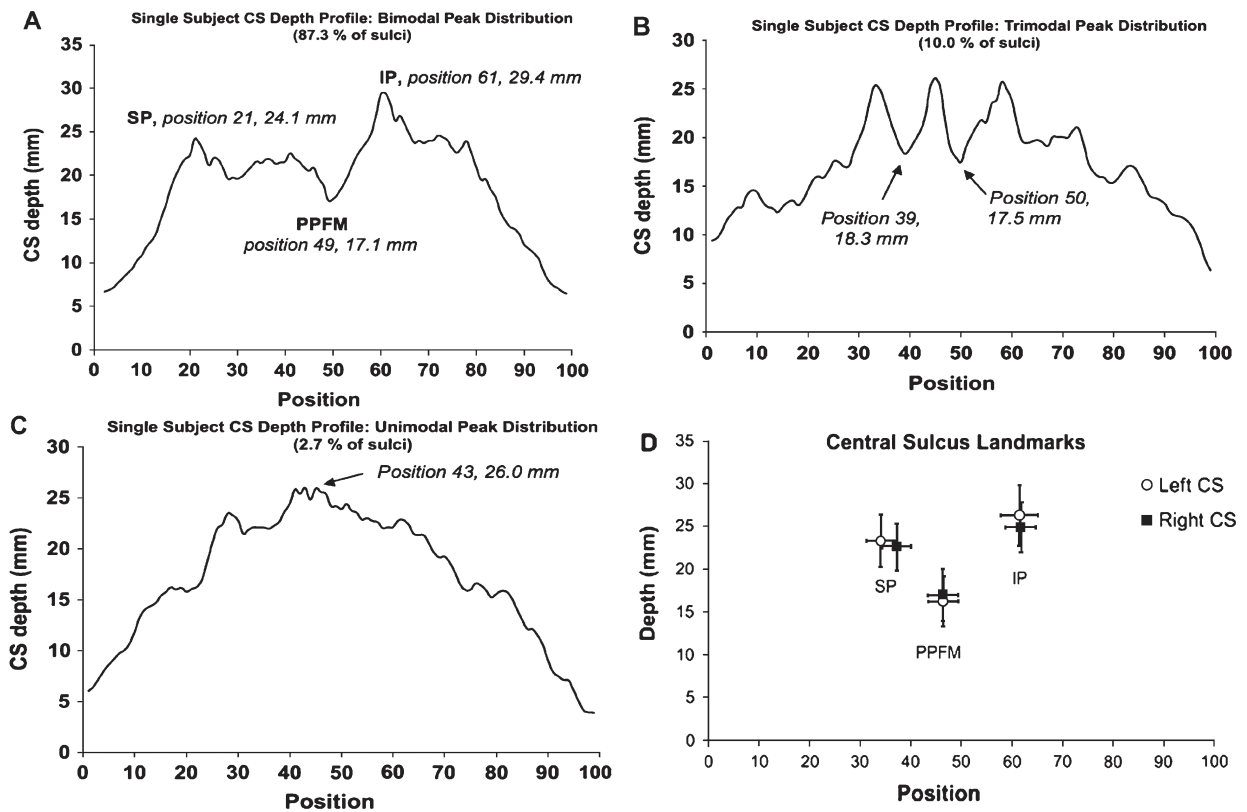 A
Single Subject CS Depth Profile: Bimodal Peak Distribution
(87.3 % of sulci)
35
30
25
20
15
10
5
0
CS depth (mm)
SP, position 21, 24.1 mm
IP, position 61, 29.4 mm
PPFM
position 49, 17.1 mm
0 10 20 30 40 50 60 70 80 90 100
Position
B
Single Subject CS Depth Profile: Trimodal Peak Distribution
(10.0 % of sulci)
30
25
20
15
10
5
0
CS depth (mm)
Position 39,
18.3 mm
Position 50,
17.5 mm
0 10 20 30 40 50 60 70 80 90 100
Position
C
Single Subject CS Depth Profile: Unimodal Peak Distribution
(2.7 % of sulci)
30
25
20
15
10
5
0
CS depth (mm)
Position 43, 26.0 mm
0 10 20 30 40 50 60 70 80 90 100
Position
D
Central Sulcus Landmarks
35
30
25
20
15
10
5
0
Depth (mm)
Left CS
Right CS
SP
IP
PPFM
0 10 20 30 40 50 60 70 80 90 100
Position